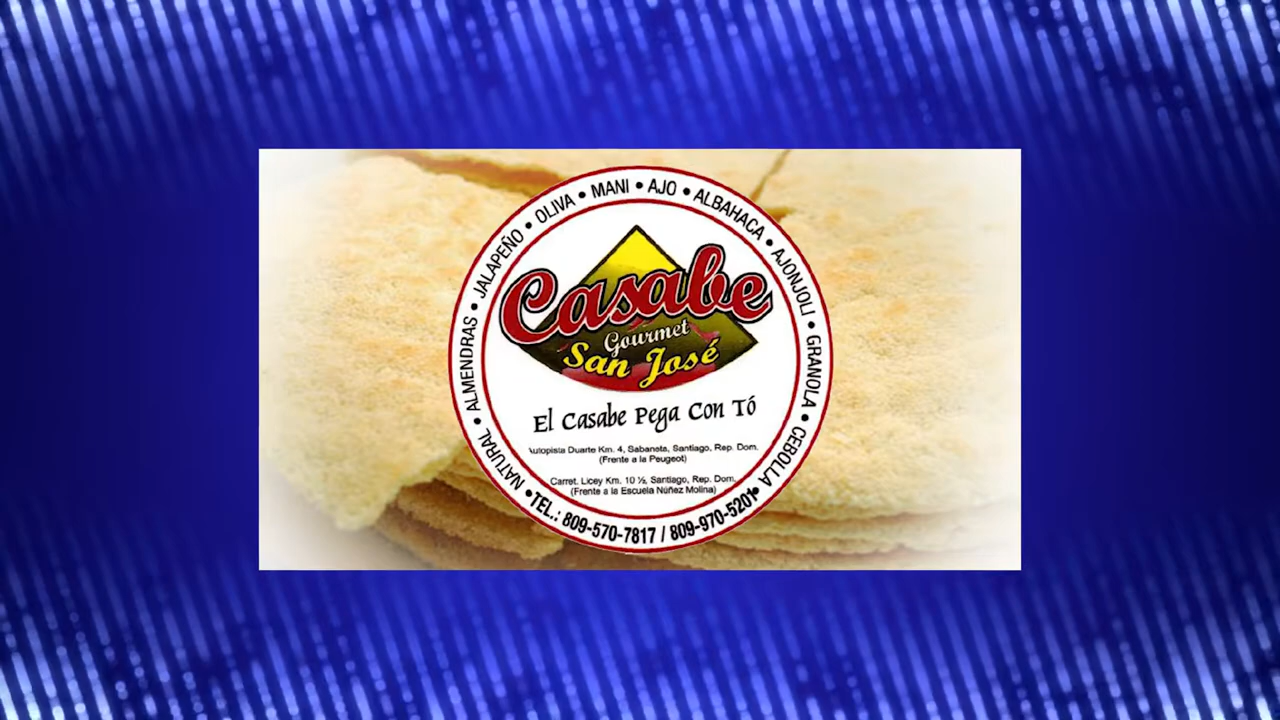 NATURAL • ALMENDRAS • JALAPEÑO • OLIVA • MANI • AJO • ALBAHACA • AJONJOLI • GRANOLA • CEBOLLA
Casabe
Gourmet
San José
El Casabe Pega Con Tó
Autopista Duarte Km. 4, Sabaneta, Santiago, Rep. Dom.
(Frente a la Peugeot)
Carret. Licey Km. 10 ½, Santiago, Rep. Dom.
(Frente a la Escuela Núñez Molina)
• TEL.: 809-570-7817 / 809-970-5201 •